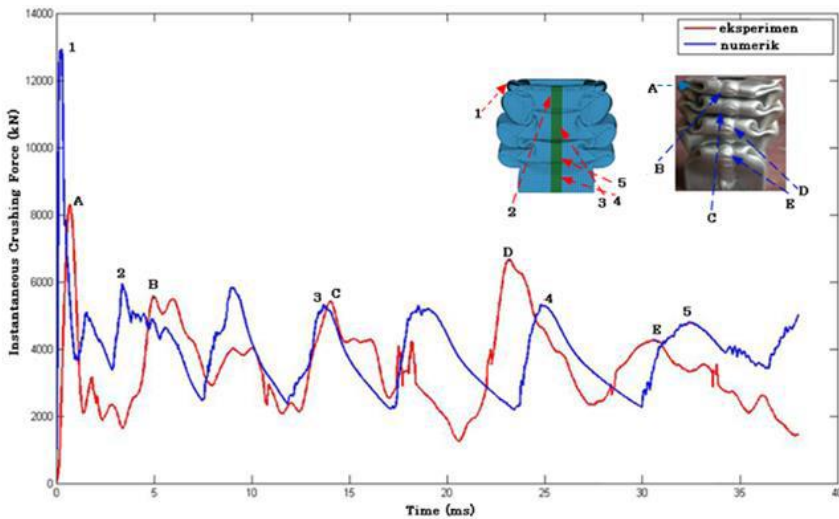 14000
12000
10000
8000
6000
4000
2000
0
Instantaneous Crushing Force (kN)
0 5 10 15 20 25 30 35 40
Time (ms)
eksperimen
numerik
1
A
2
B
3
C
D
4
E
5
1
2
3
4
5
A
B
C
D
E